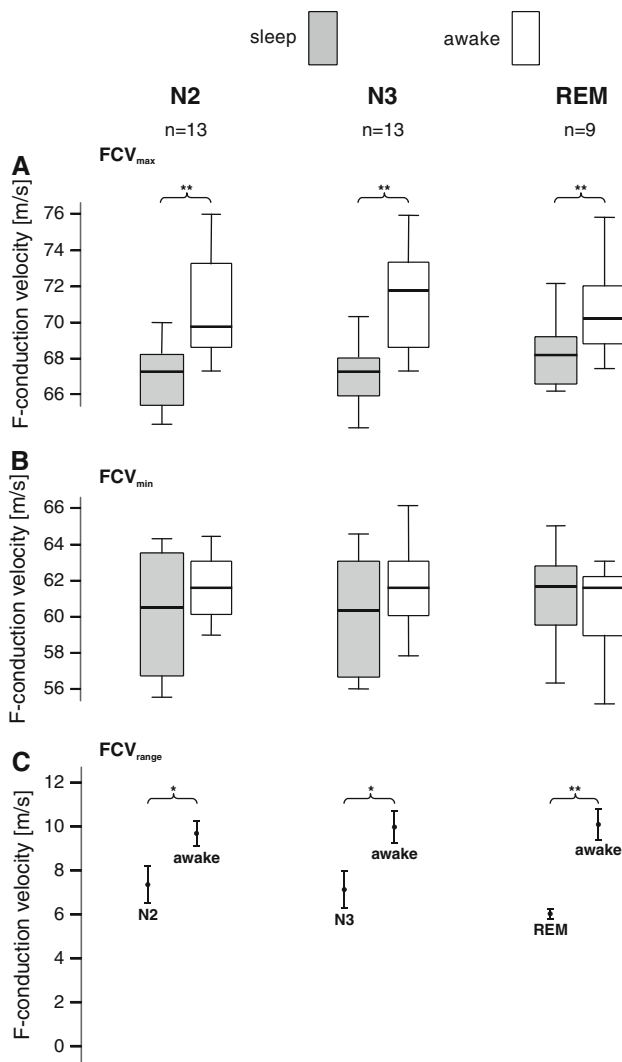 sleep awake
N2 N3 REM
n=13 n=13 n=9
A FCVmax
F-conduction velocity [m/s]
** ** **
76
74
72
70
68
66
B FCVmin
F-conduction velocity [m/s]
66
64
62
60
58
56
C FCVrange
F-conduction velocity [m/s]
12
* * **
10
awake awake awake
8
N2 N3 REM
6
4
2
0